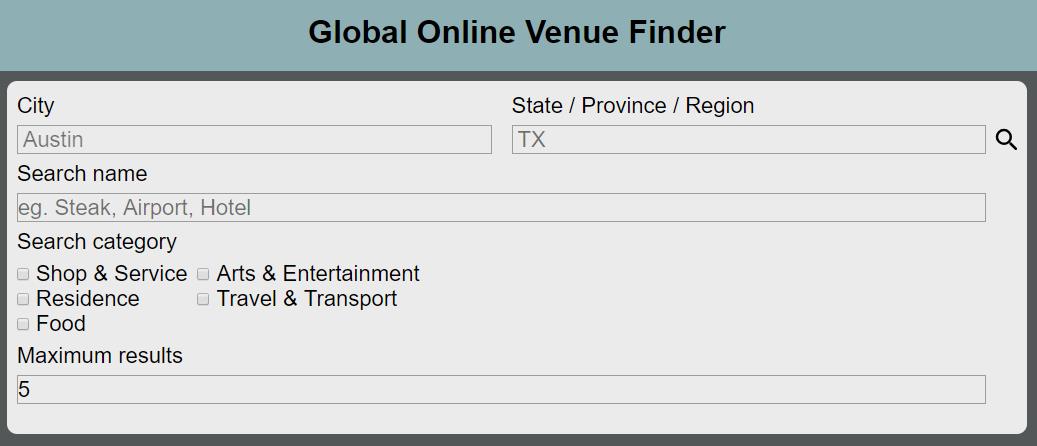 Global Online Venue Finder
City State / Province / Region
Austin TX
Search name
eg. Steak, Airport, Hotel
Search category
Shop & Service Arts & Entertainment
Residence Travel & Transport
Food
Maximum results
5